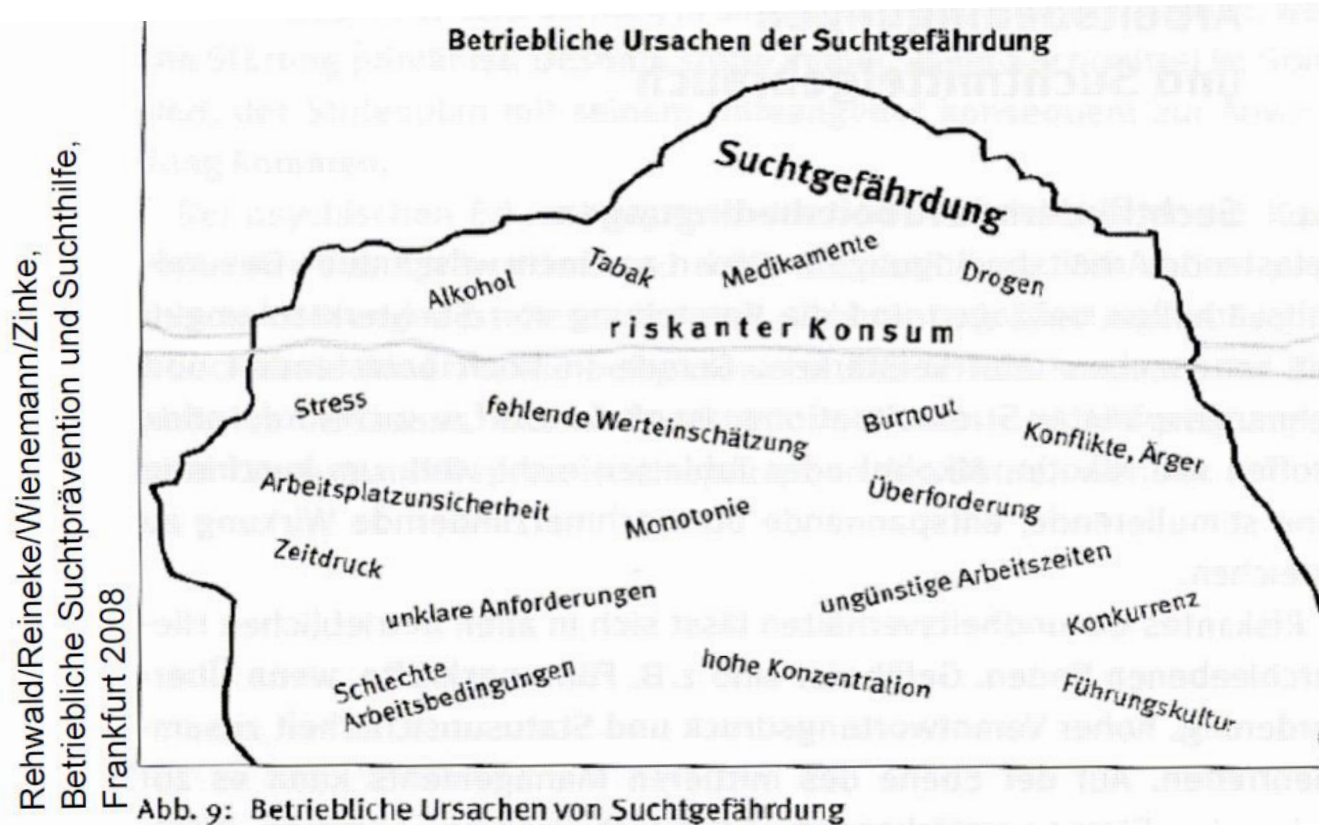 Betriebliche Ursachen der Suchtgefährdung
Suchtgefährdung
Alkohol
Tabak
Medikamente
Drogen
riskanter Konsum
Stress
fehlende Werteinschätzung
Burnout
Konflikte, Ärger
Arbeitsplatzunsicherheit
Monotonie
Überforderung
Zeitdruck
unklare Anforderungen
ungünstige Arbeitszeiten
Konkurrenz
Schlechte
Arbeitsbedingungen
hohe Konzentration
Führungskultur
Abb. 9: Betriebliche Ursachen von Suchtgefährdung
Rehwald/Reineke/Wienemann/Zinke,
Betriebliche Suchtprävention und Suchthilfe,
Frankfurt 2008